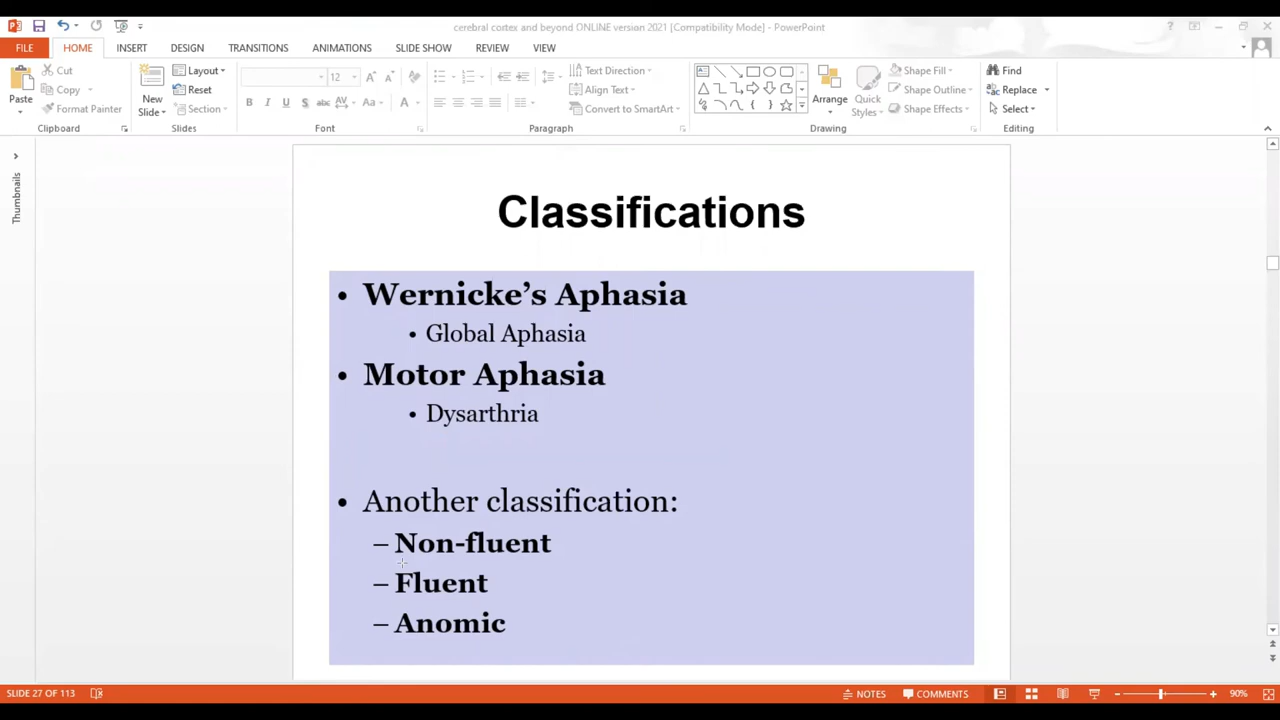 cerebral cortex and beyond ONLINE version 2021 [Compatibility Mode] - PowerPoint
?
FILE HOME INSERT DESIGN TRANSITIONS ANIMATIONS SLIDE SHOW REVIEW VIEW
Cut Layout 12 Text Direction Shape Fill Find
Paste Copy New Slide Reset B I U S abc AV Aa A Align Text Arrange Quick Styles Shape Outline Replace
Format Painter Section Convert to SmartArt Shape Effects Select
Clipboard Slides Font Paragraph Drawing Editing
Thumbnails
Classifications
• Wernicke's Aphasia
• Global Aphasia
• Motor Aphasia
• Dysarthria
• Another classification:
– Non-fluent
– Fluent
– Anomic
SLIDE 27 OF 113 NOTES COMMENTS 90%